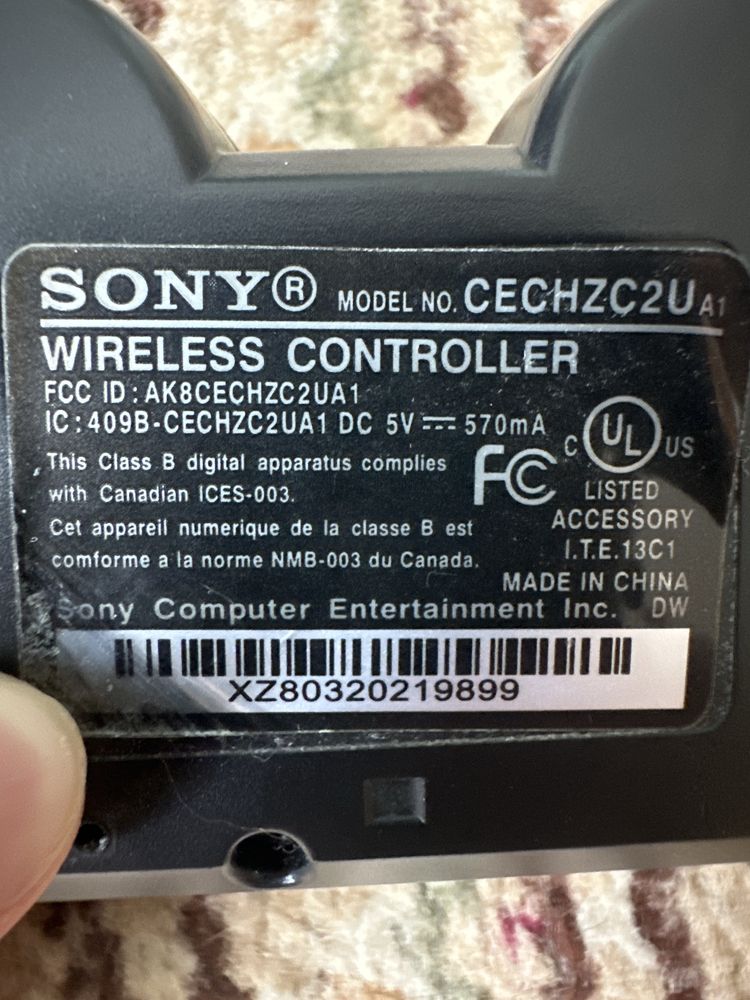 SONY® MODEL NO. CECHZC2U A1
WIRELESS CONTROLLER
FCC ID : AK8CECHZC2UA1
IC : 409B-CECHZC2UA1 DC 5V ⎓ 570mA
This Class B digital apparatus complies
with Canadian ICES-003.
Cet appareil numerique de la classe B est
comforme a la norme NMB-003 du Canada.
FC
C UL US
LISTED
ACCESSORY
I.T.E.13C1
MADE IN CHINA
Sony Computer Entertainment Inc. DW
XZ80320219899